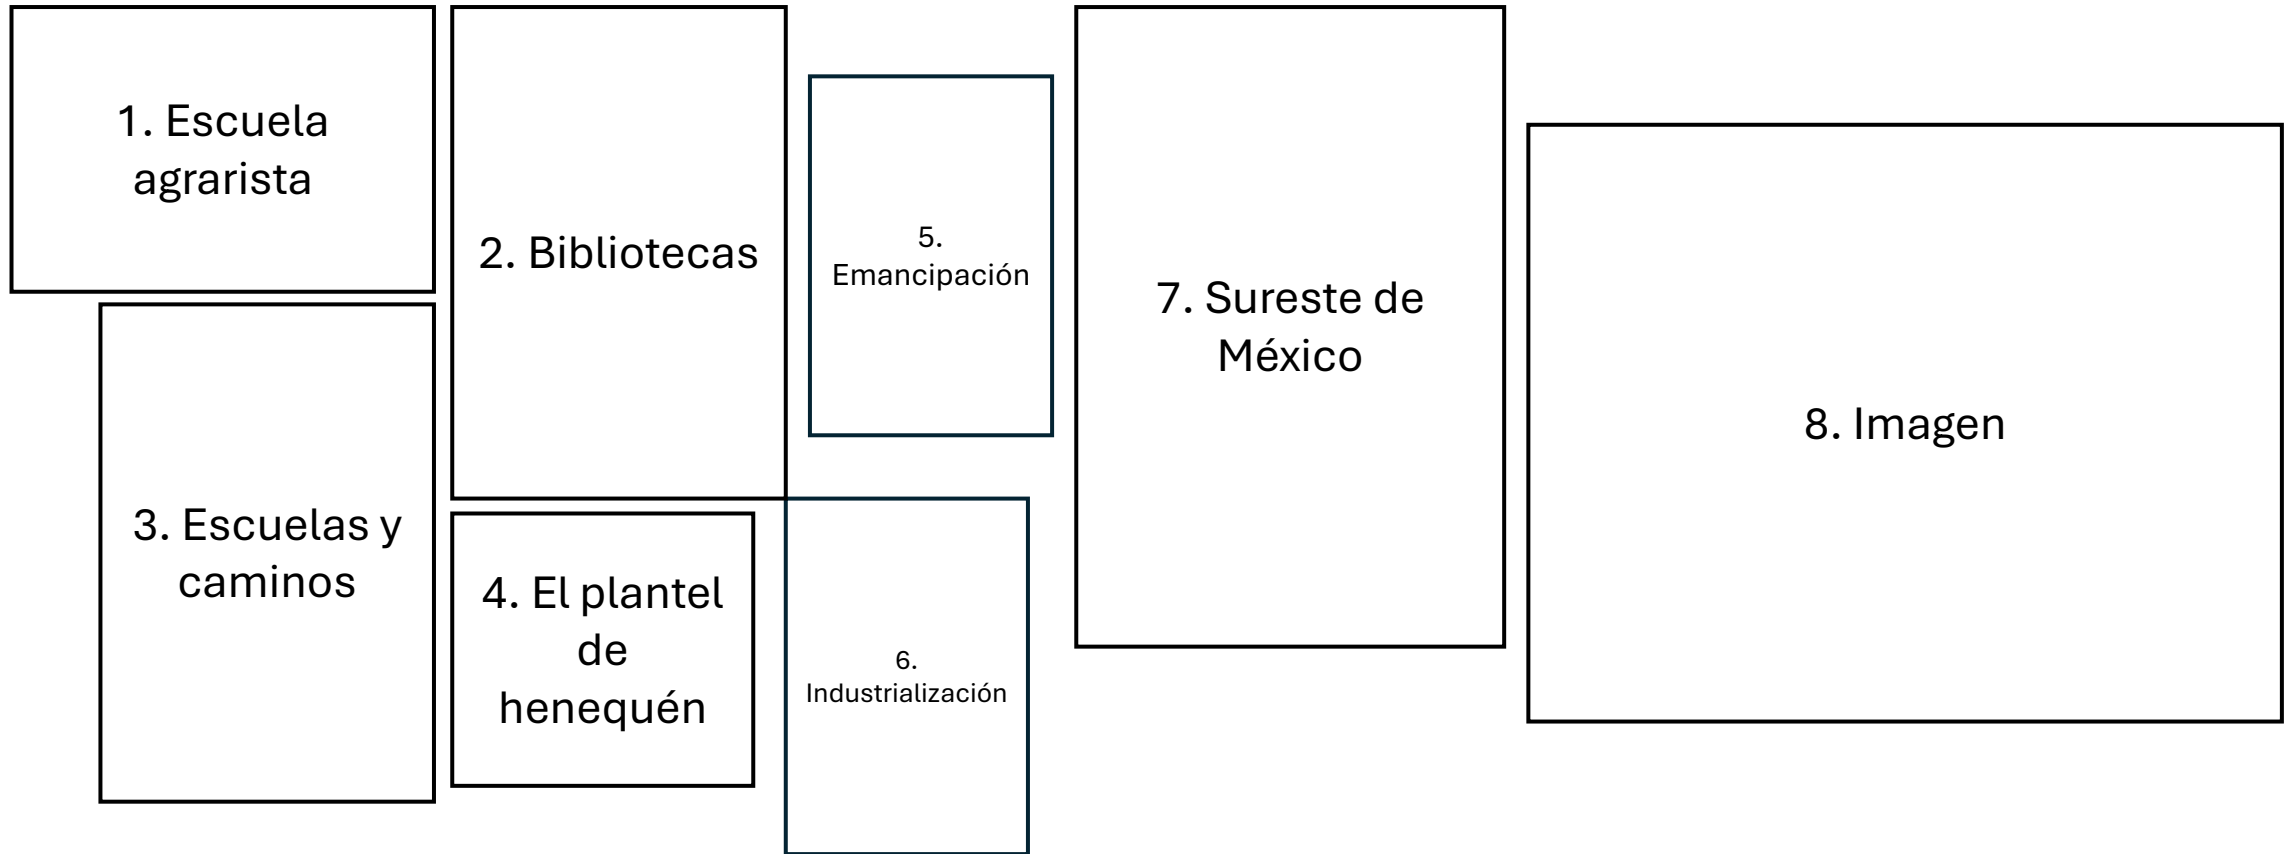 1. Escuela
agrarista
2. Bibliotecas
3. Escuelas y
caminos
4. El plantel
de
henequén
5.
Emancipación
6.
Industrialización
7. Sureste de
México
8. Imagen